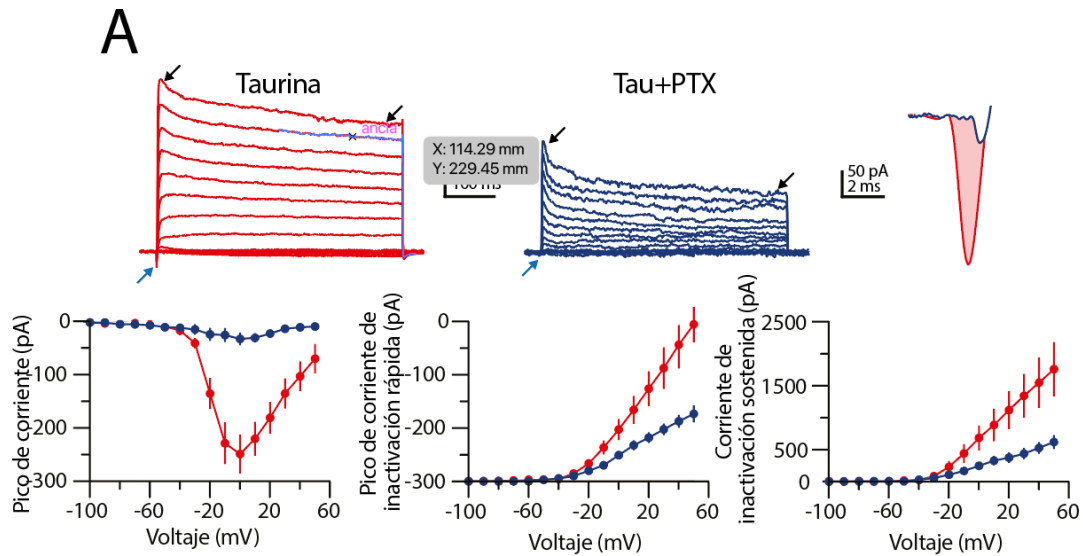 A
Taurina
Tau+PTX
ancla
X: 114.29 mm
Y: 229.45 mm
100 ms
50 pA
2 ms
Pico de corriente (pA)
0
-100
-200
-300
-100
-60
-20
20
60
Voltaje (mV)
Pico de corriente de
inactivación rápida (pA)
0
-100
-200
-300
-100
-60
-20
20
60
Voltaje (mV)
Corriente de
inactivación sostenida (pA)
2500
1500
500
0
-100
-60
-20
20
60
Voltaje (mV)